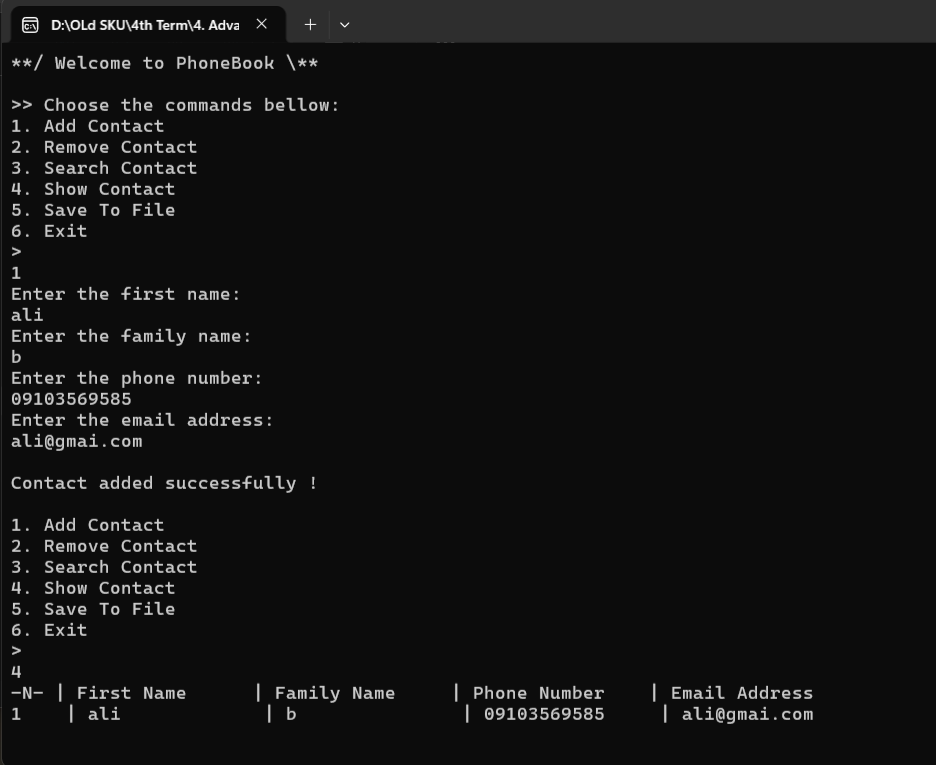 D:\OLd SKU\4th Term\4. Adva
**/ Welcome to PhoneBook \**
>> Choose the commands bellow:
1. Add Contact
2. Remove Contact
3. Search Contact
4. Show Contact
5. Save To File
6. Exit
>
1
Enter the first name:
ali
Enter the family name:
b
Enter the phone number:
09103569585
Enter the email address:
ali@gmai.com
Contact added successfully !
1. Add Contact
2. Remove Contact
3. Search Contact
4. Show Contact
5. Save To File
6. Exit
>
4
-N- | First Name      | Family Name     | Phone Number    | Email Address
1    | ali             | b               | 09103569585     | ali@gmai.com